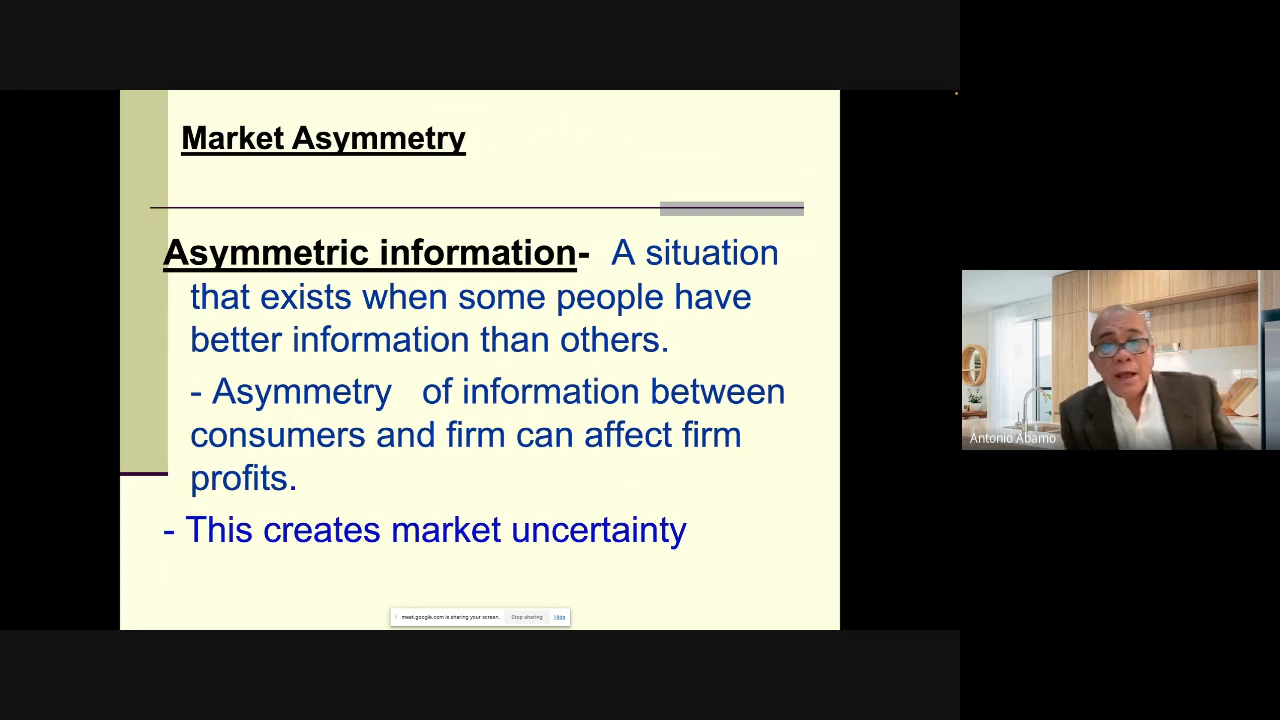 Market Asymmetry
Asymmetric information- A situation
that exists when some people have
better information than others.
- Asymmetry of information between
consumers and firm can affect firm
profits.
- This creates market uncertainty
meet.google.com is sharing your screen. Stop sharing Hide
Antonio Abamo